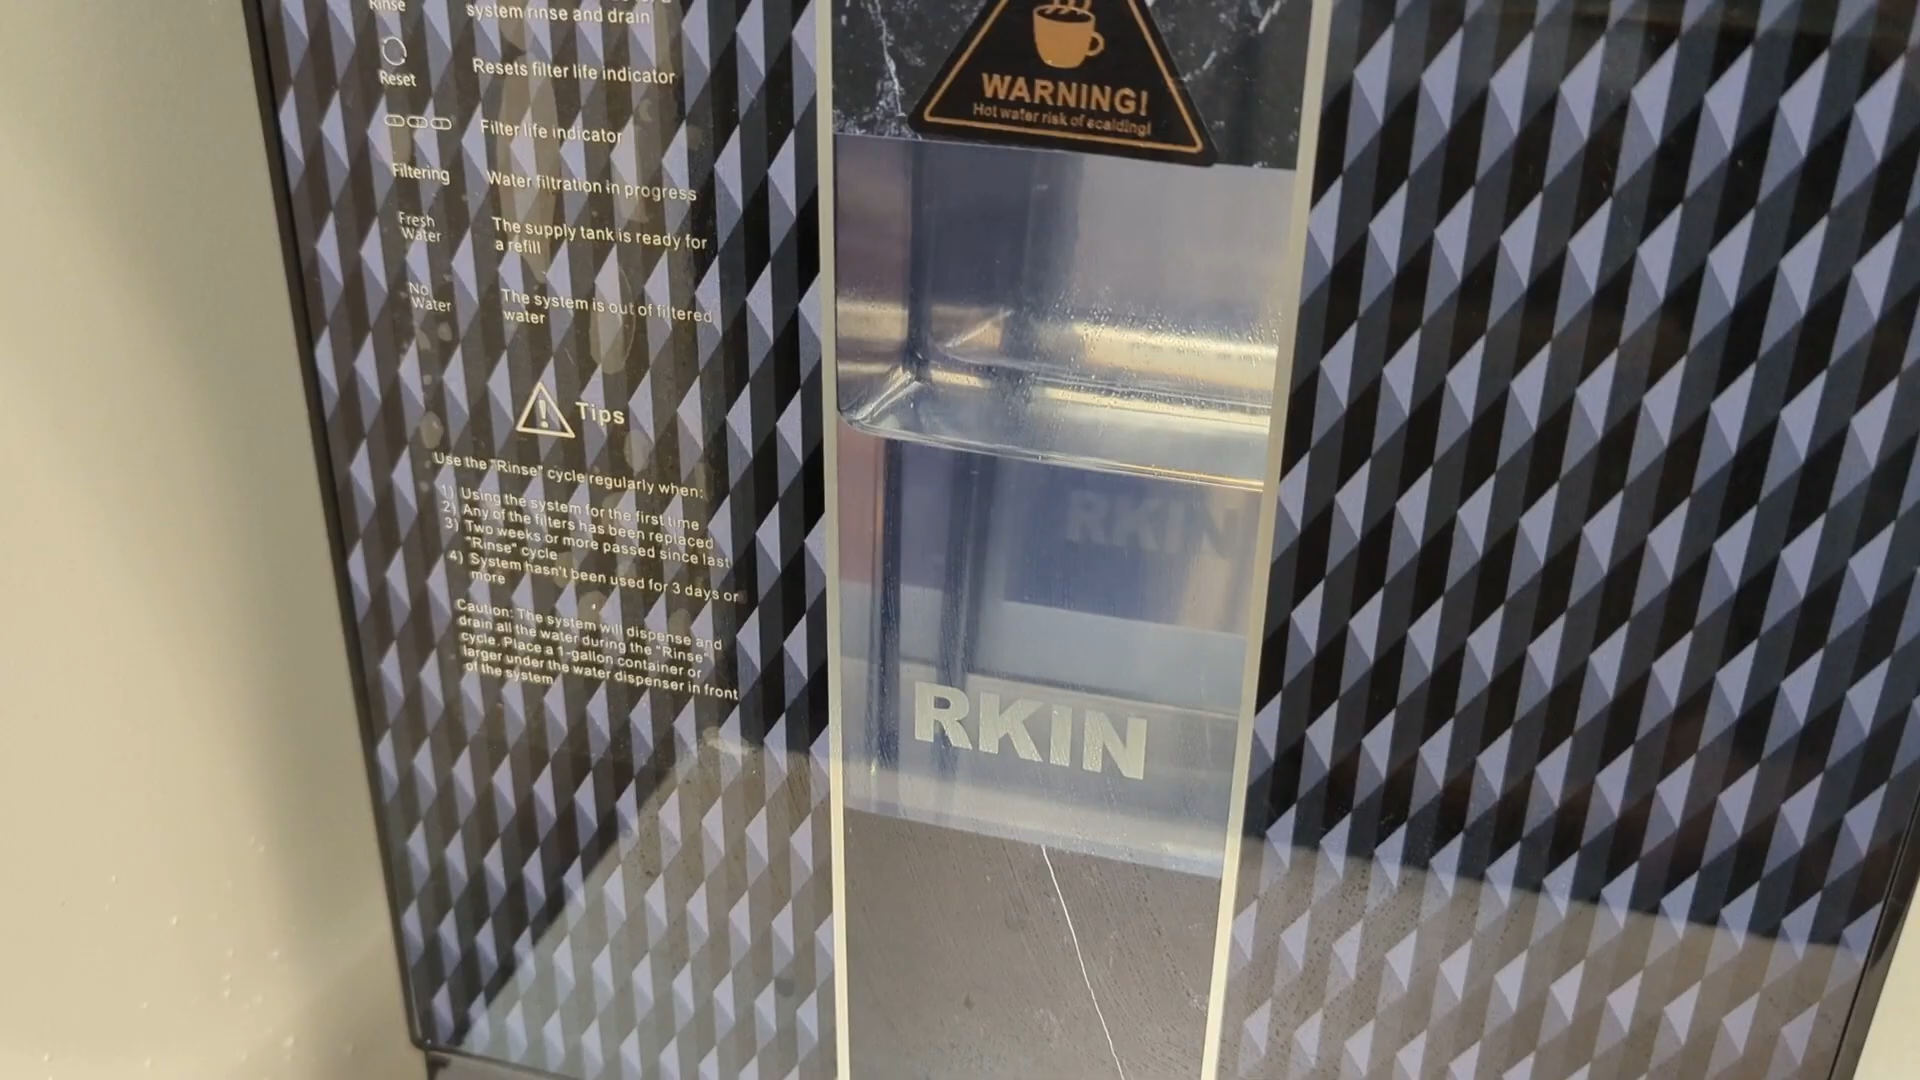 Rinse
system rinse and drain
Reset
Resets filter life indicator
Filter life indicator
Filtering
Water filtration in progress
Fresh
Water
The supply tank is ready for
a refill
No
Water
The system is out of filtered
water
Tips
Use the "Rinse" cycle regularly when:
1) Using the system for the first time
2) Any of the filters has been replaced
3) Two weeks or more passed since last
"Rinse" cycle
4) System hasn't been used for 3 days or
more
Caution: The system will dispense and
drain all the water during the "Rinse"
cycle. Place a 1-gallon container or
larger under the water dispenser in front
of the system
WARNING!
Hot water risk of scalding!
RKIN
RKIN